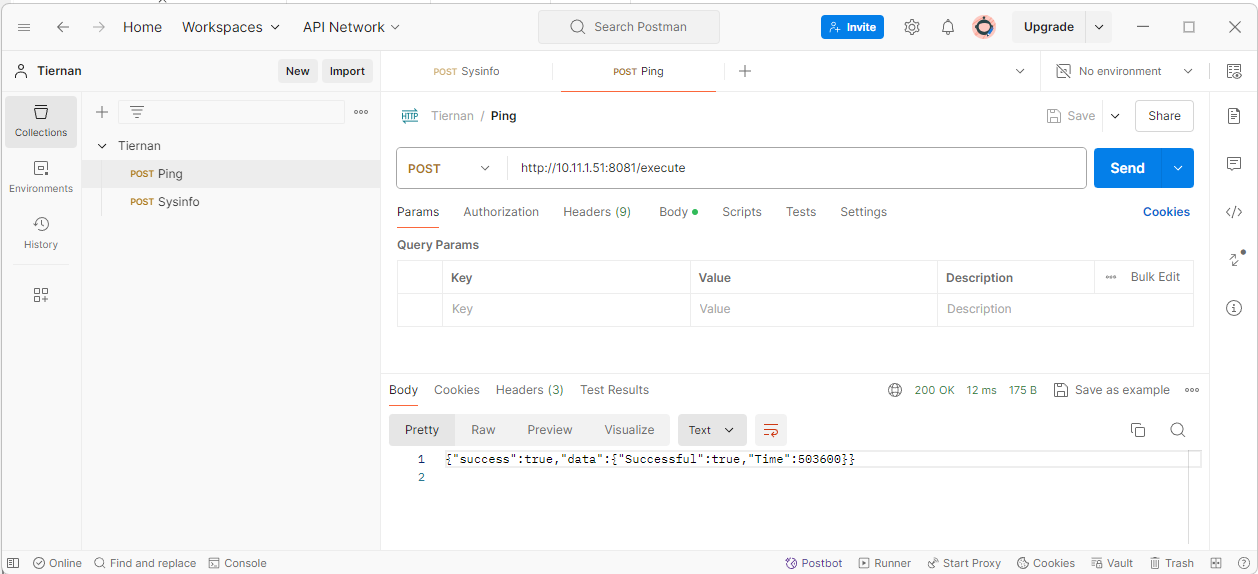 Home Workspaces API Network Search Postman Invite Upgrade
Tiernan New Import POST Sysinfo POST Ping No environment
Collections
Environments
History
Tiernan
POST Ping
POST Sysinfo
HTTP Tiernan / Ping Save Share
POST http://10.11.1.51:8081/execute Send
Params Authorization Headers (9) Body Scripts Tests Settings Cookies
Query Params
Key Value Description Bulk Edit
Key Value Description
Body Cookies Headers (3) Test Results 200 OK 12 ms 175 B Save as example
Pretty Raw Preview Visualize Text
1 {"success":true,"data":{"Successful":true,"Time":503600}}
2
Online Find and replace Console Postbot Runner Start Proxy Cookies Vault Trash